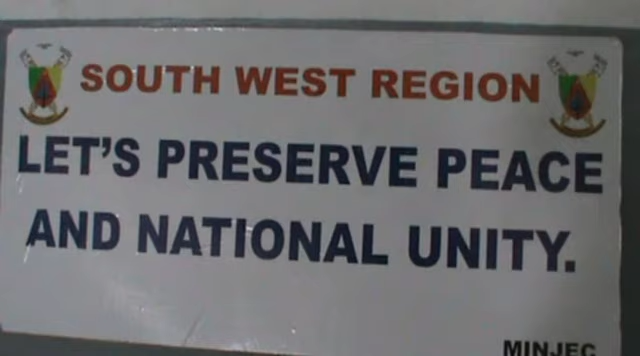 SOUTH WEST REGION
LET'S PRESERVE PEACE
AND NATIONAL UNITY.
MINJEC